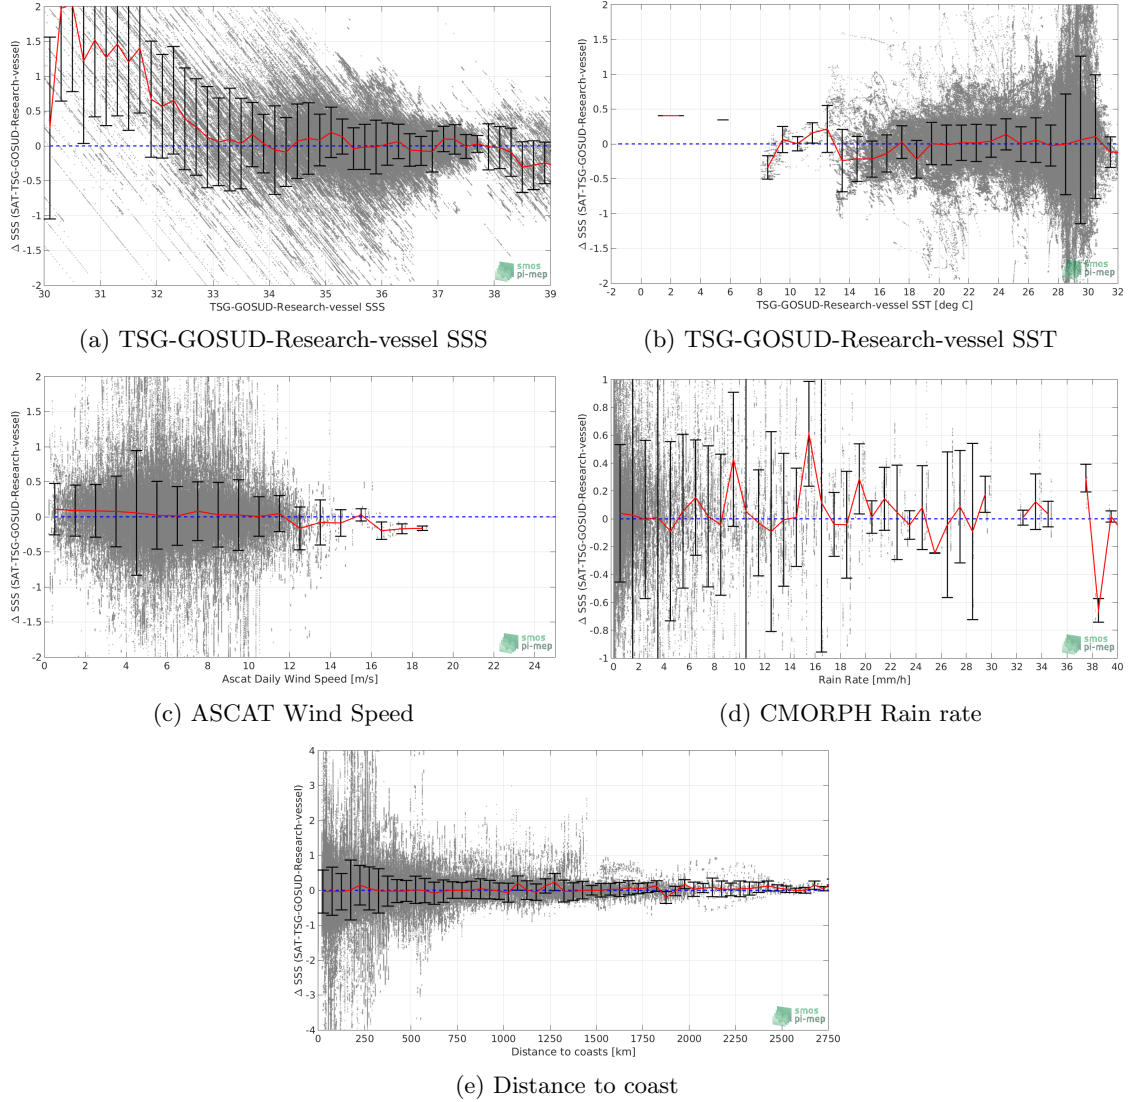 Δ SSS (SAT-TSG-GOSUD-Research-vessel)
2
1.5
1
0.5
0
-0.5
-1
-1.5
-2
30 31 32 33 34 35 36 37 38 39
TSG-GOSUD-Research-vessel SSS
smos
pi-mep
(a) TSG-GOSUD-Research-vessel SSS
Δ SSS (SAT-TSG-GOSUD-Research-vessel)
2
1.5
1
0.5
0
-0.5
-1
-1.5
-2
-2 0 2 4 6 8 10 12 14 16 18 20 22 24 26 28 30 32
TSG-GOSUD-Research-vessel SST [deg C]
smos
pi-mep
(b) TSG-GOSUD-Research-vessel SST
Δ SSS (SAT-TSG-GOSUD-Research-vessel)
2
1.5
1
0.5
0
-0.5
-1
-1.5
-2
0 2 4 6 8 10 12 14 16 18 20 22 24
Ascat Daily Wind Speed [m/s]
smos
pi-mep
(c) ASCAT Wind Speed
Δ SSS (SAT-TSG-GOSUD-Research-vessel)
1
0.8
0.6
0.4
0.2
0
-0.2
-0.4
-0.6
-0.8
-1
0 2 4 6 8 10 12 14 16 18 20 22 24 26 28 30 32 34 36 38 40
Rain Rate [mm/h]
smos
pi-mep
(d) CMORPH Rain rate
Δ SSS (SAT-TSG-GOSUD-Research-vessel)
4
3
2
1
0
-1
-2
-3
-4
0 250 500 750 1000 1250 1500 1750 2000 2250 2500 2750
Distance to coasts [km]
smos
pi-mep
(e) Distance to coast